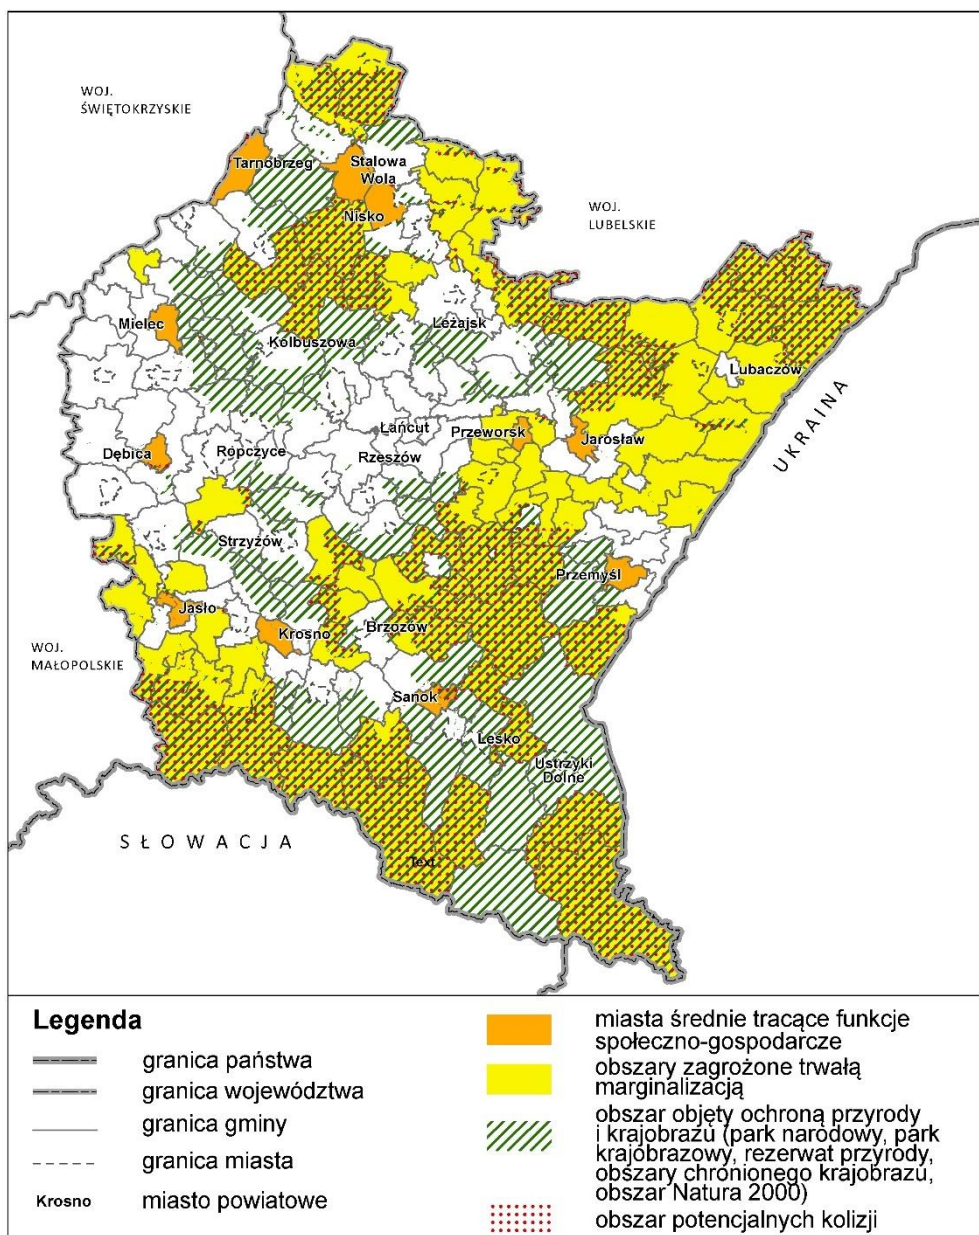 WOJ.
ŚWIĘTOKRZYSKIE
Tarnobrzeg
Stalowa
Wola
Nisko
WOJ.
LUBELSKIE
Mielec
Kolbuszowa
Leżajsk
Lubaczów
Łańcut
Przeworsk
Jarosław
UKRAINA
Dębica
Ropczyce
Rzeszów
Strzyżów
Przemyśl
Jasło
Krosno
Brzozów
WOJ.
MAŁOPOLSKIE
Sanok
Lesko
Ustrzyki
Dolne
SŁOWACJA
Text
Legenda
granica państwa
granica województwa
granica gminy
granica miasta
Krosno miasto powiatowe
miasta średnie tracące funkcje
społeczno-gospodarcze
obszary zagrożone trwałą
marginalizacją
obszar objęty ochroną przyrody
i krajobrazu (park narodowy, park
krajobrazowy, rezerwat przyrody,
obszary chronionego krajobrazu,
obszar Natura 2000)
obszar potencjalnych kolizji